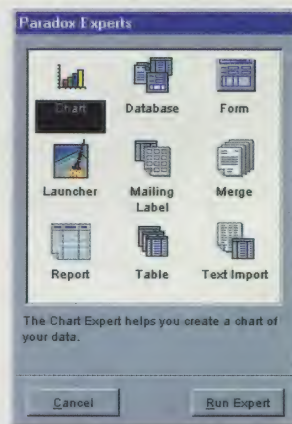 Paradox Experts
Chart
Database
Form
Launcher
Mailing
Label
Merge
Report
Table
Text Import
The Chart Expert helps you create a chart of
your data.
Cancel
Run Expert